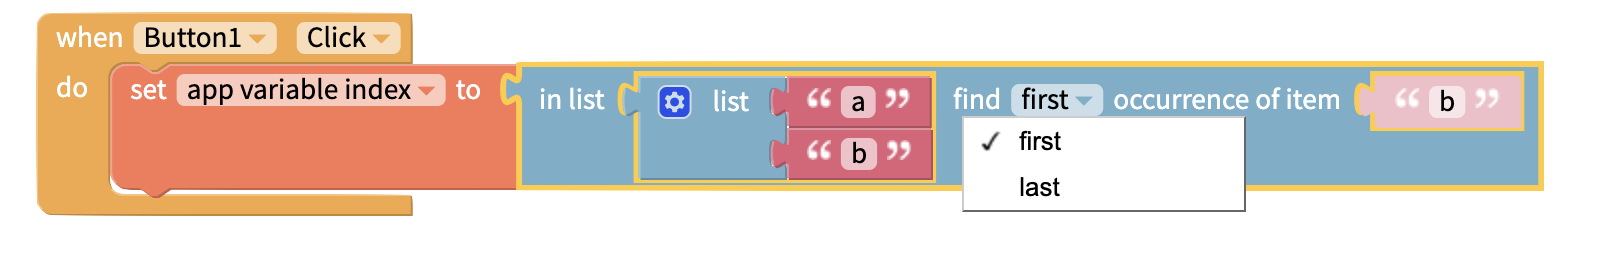 when Button1 Click
do set app variable index to in list list “ a ” find first occurrence of item “ b ”
“ b ”
✓ first
last